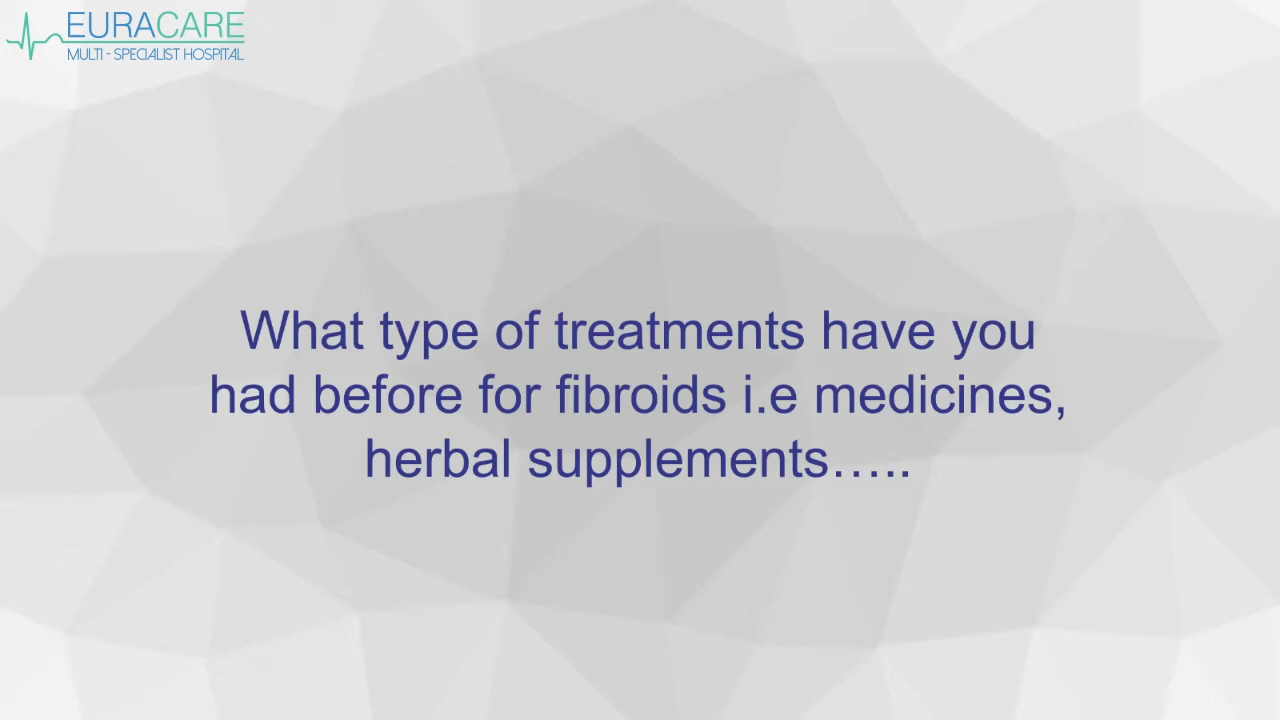 EURACARE
MULTI - SPECIALIST HOSPITAL
What type of treatments have you
had before for fibroids i.e medicines,
herbal supplements…..